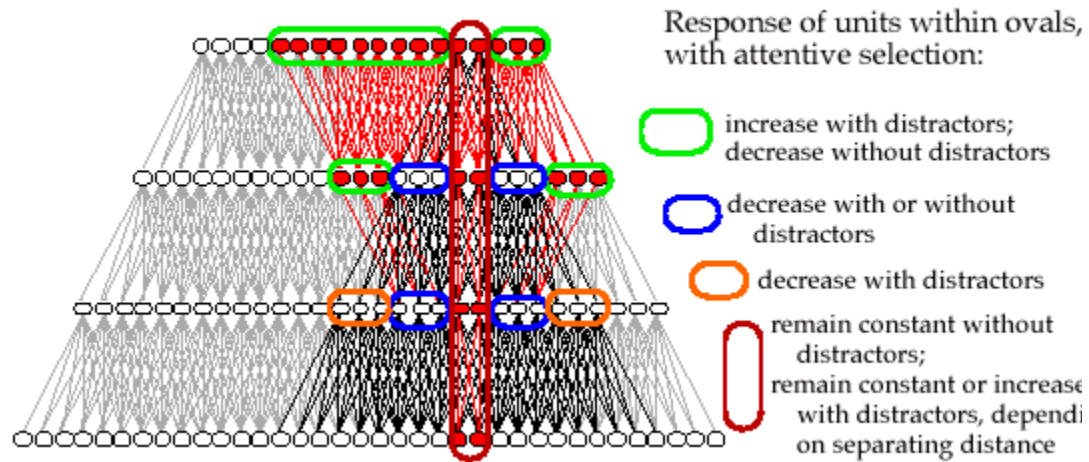 Response of units within ovals,
with attentive selection:
increase with distractors;
decrease without distractors
decrease with or without
distractors
decrease with distractors
remain constant without
distractors;
remain constant or increase
with distractors, dependi
on separating distance